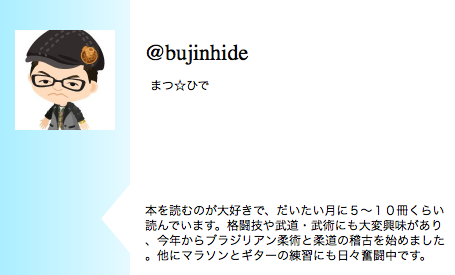 @bujinhide
まつ☆ひで
本を読むのが大好きで、だいたい月に５～１０冊くらい
読んでいます。格闘技や武道・武術にも大変興味があり
、今年からブラジリアン柔術と柔道の稽古を始めました
。他にマラソンとギターの練習にも日々奮闘中です。